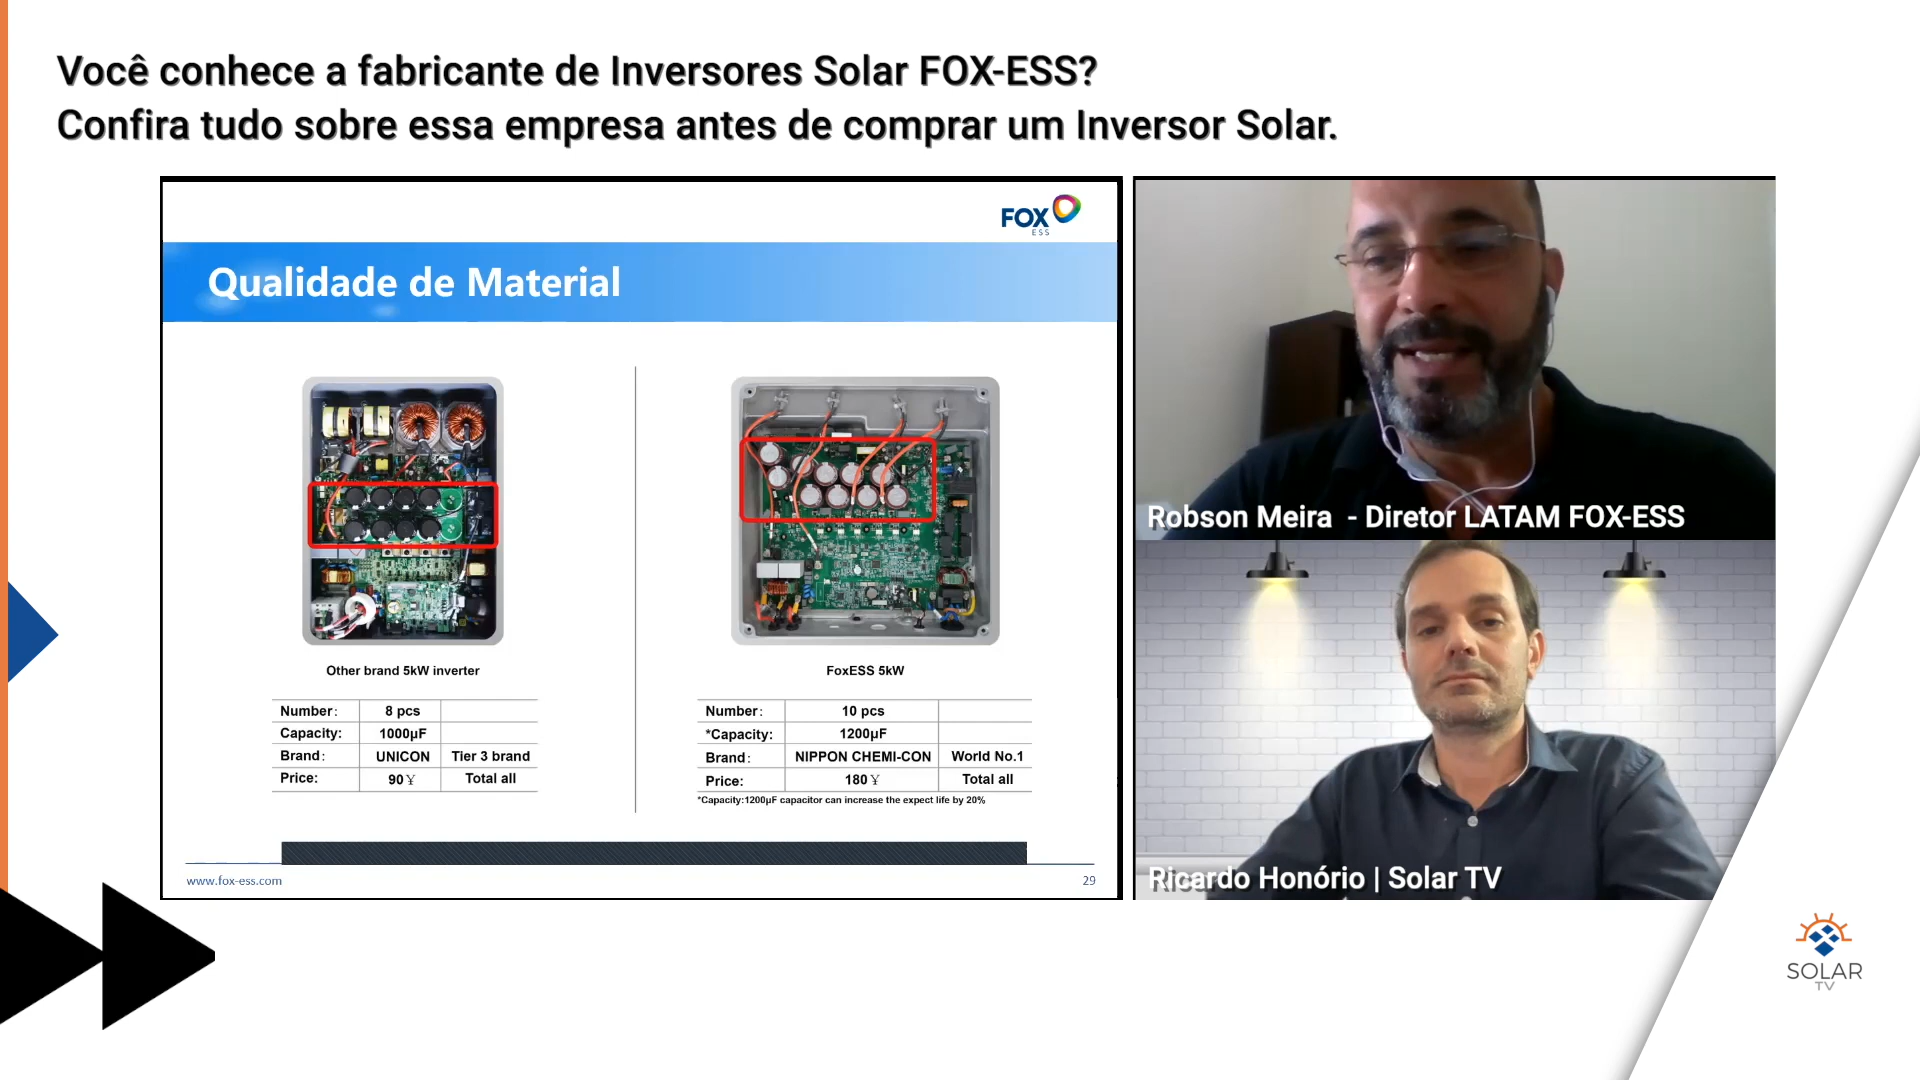 Você conhece a fabricante de Inversores Solar FOX-ESS?
Confira tudo sobre essa empresa antes de comprar um Inversor Solar.
FOX
ESS
Qualidade de Material
Other brand 5kW inverter
Number: 8 pcs
Capacity: 1000μF
Brand: UNICON Tier 3 brand
Price: 90¥ Total all
FoxESS 5kW
Number: 10 pcs
*Capacity: 1200μF
Brand: NIPPON CHEMI-CON World No.1
Price: 180¥ Total all
*Capacity:1200μF capacitor can increase the expect life by 20%
www.fox-ess.com
29
Robson Meira - Diretor LATAM FOX-ESS
Ricardo Honório | Solar TV
SOLAR
TV